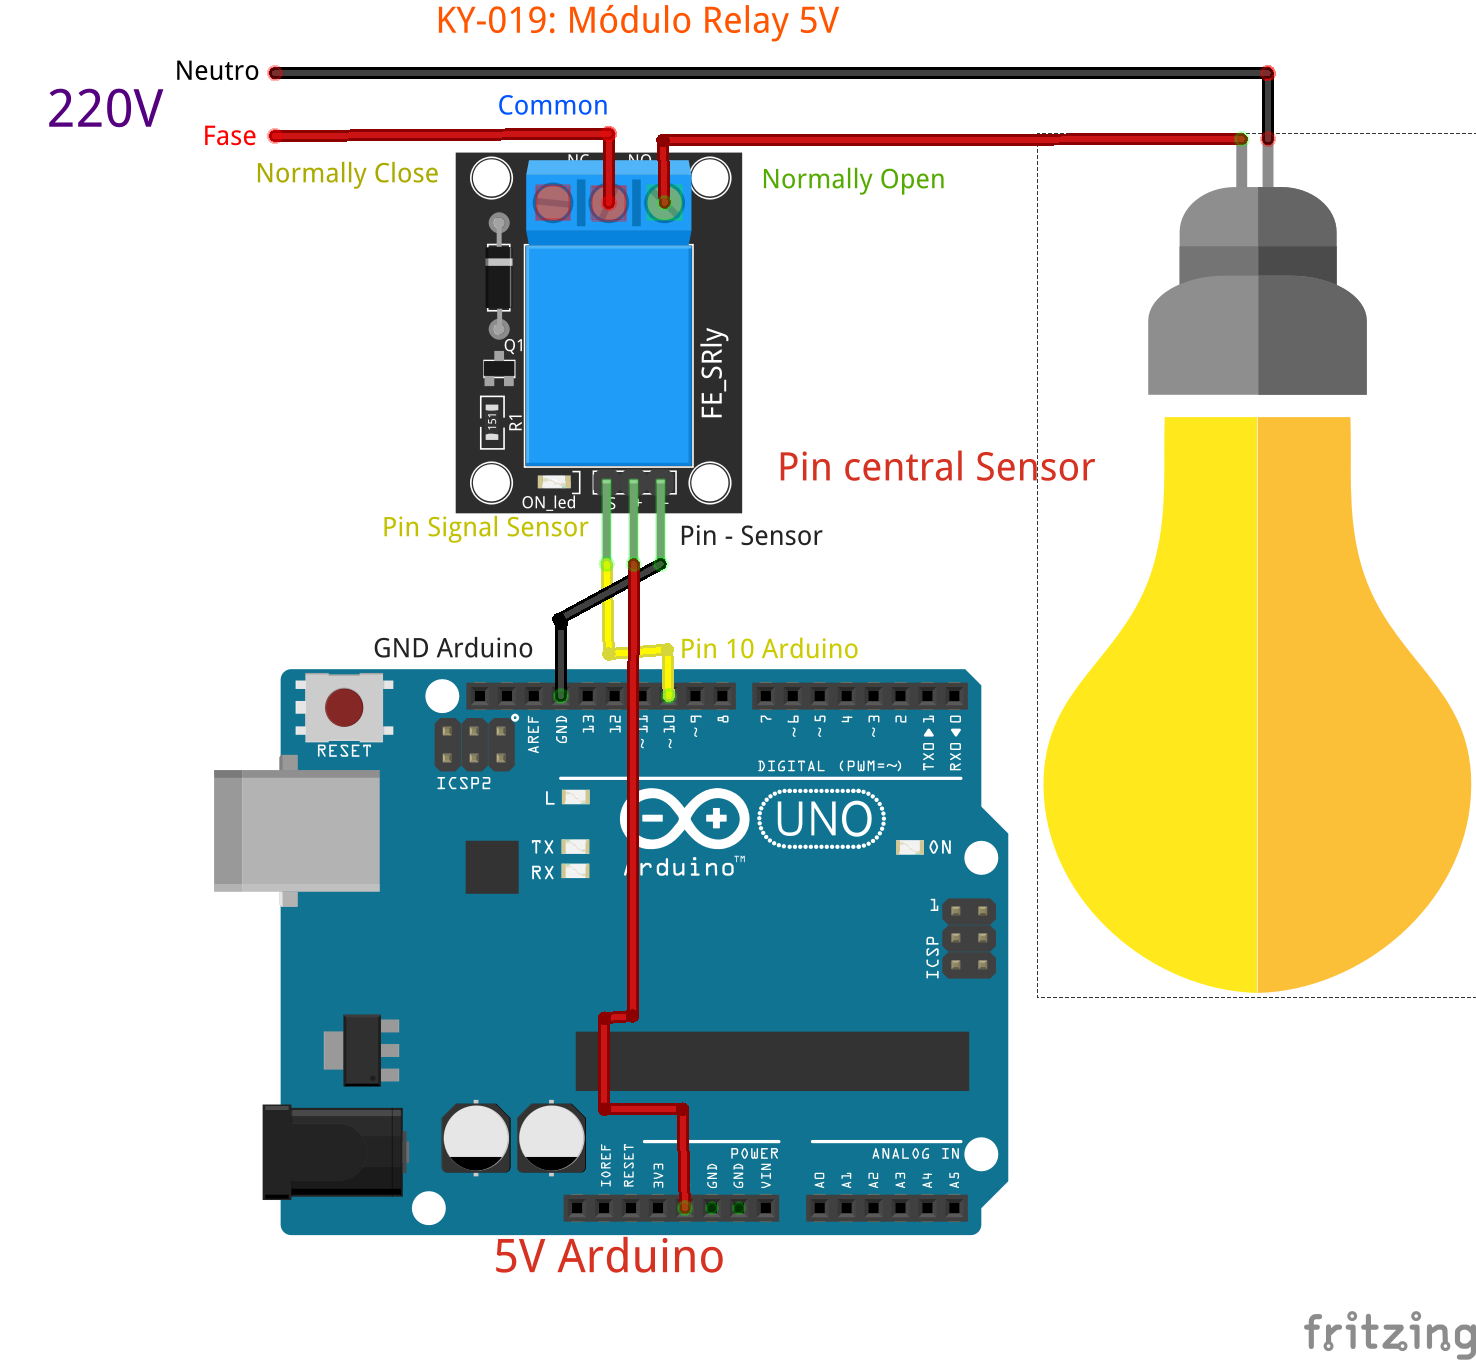 KY-019: Módulo Relay 5V
Neutro
220V
Common
Fase
Normally Close
NC NO
Normally Open
Q1
FE_SRly
151
R1
Pin central Sensor
ON_led
S + -
Pin Signal Sensor
Pin - Sensor
GND Arduino
Pin 10 Arduino
RESET
ICSP2
AREF
GND
13
12
~11
~10
~9
8
7
~6
~5
4
~3
2
TX0▶1
RX0◀0
DIGITAL (PWM=~)
L
UNO
TX
RX
Arduino™
ON
1
ICSP
POWER
ANALOG IN
IOREF
RESET
3V3
GND
GND
VIN
A0
A1
A2
A3
A4
A5
5V Arduino
fritzing